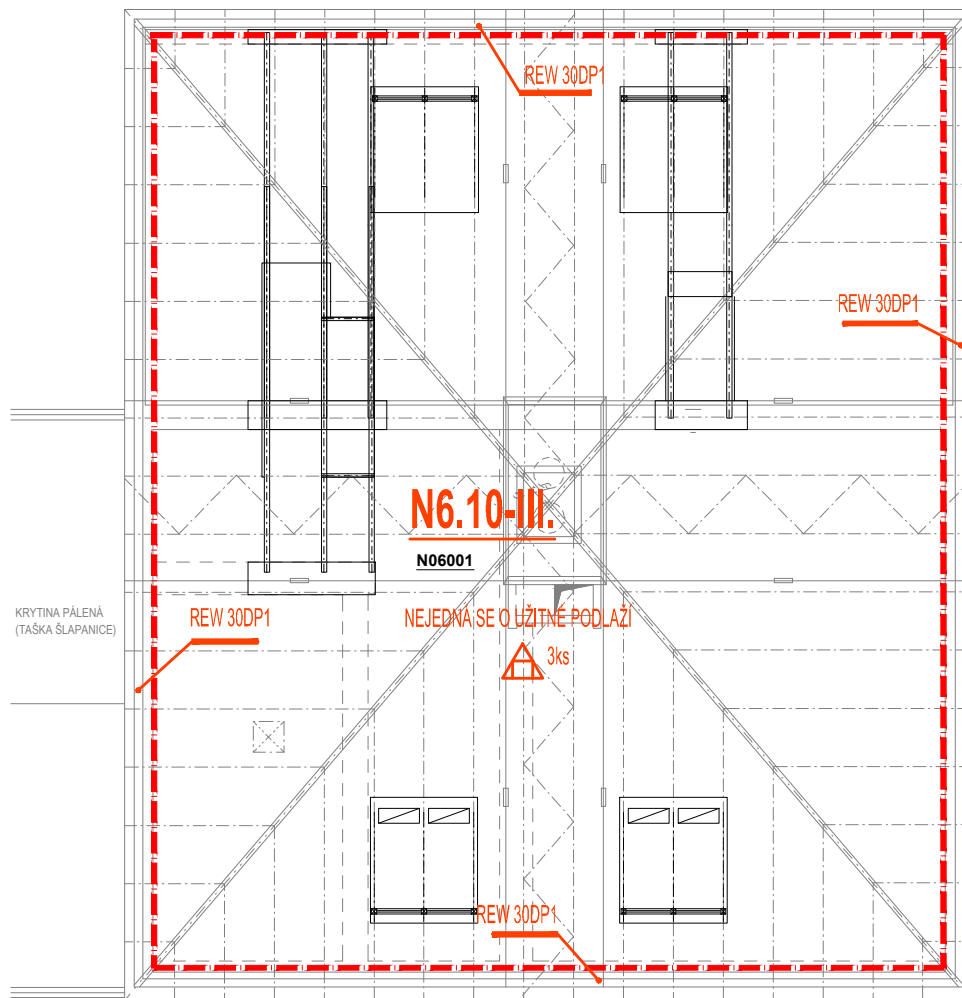 REW 30DP1
REW 30DP1
N6.10-III.
N06001
KRYTINA PÁLENÁ
(TAŠKA ŠLAPANICE)
REW 30DP1
NEJEDNÁ SE O UŽITNÉ PODLAŽÍ
3ks
REW 30DP1